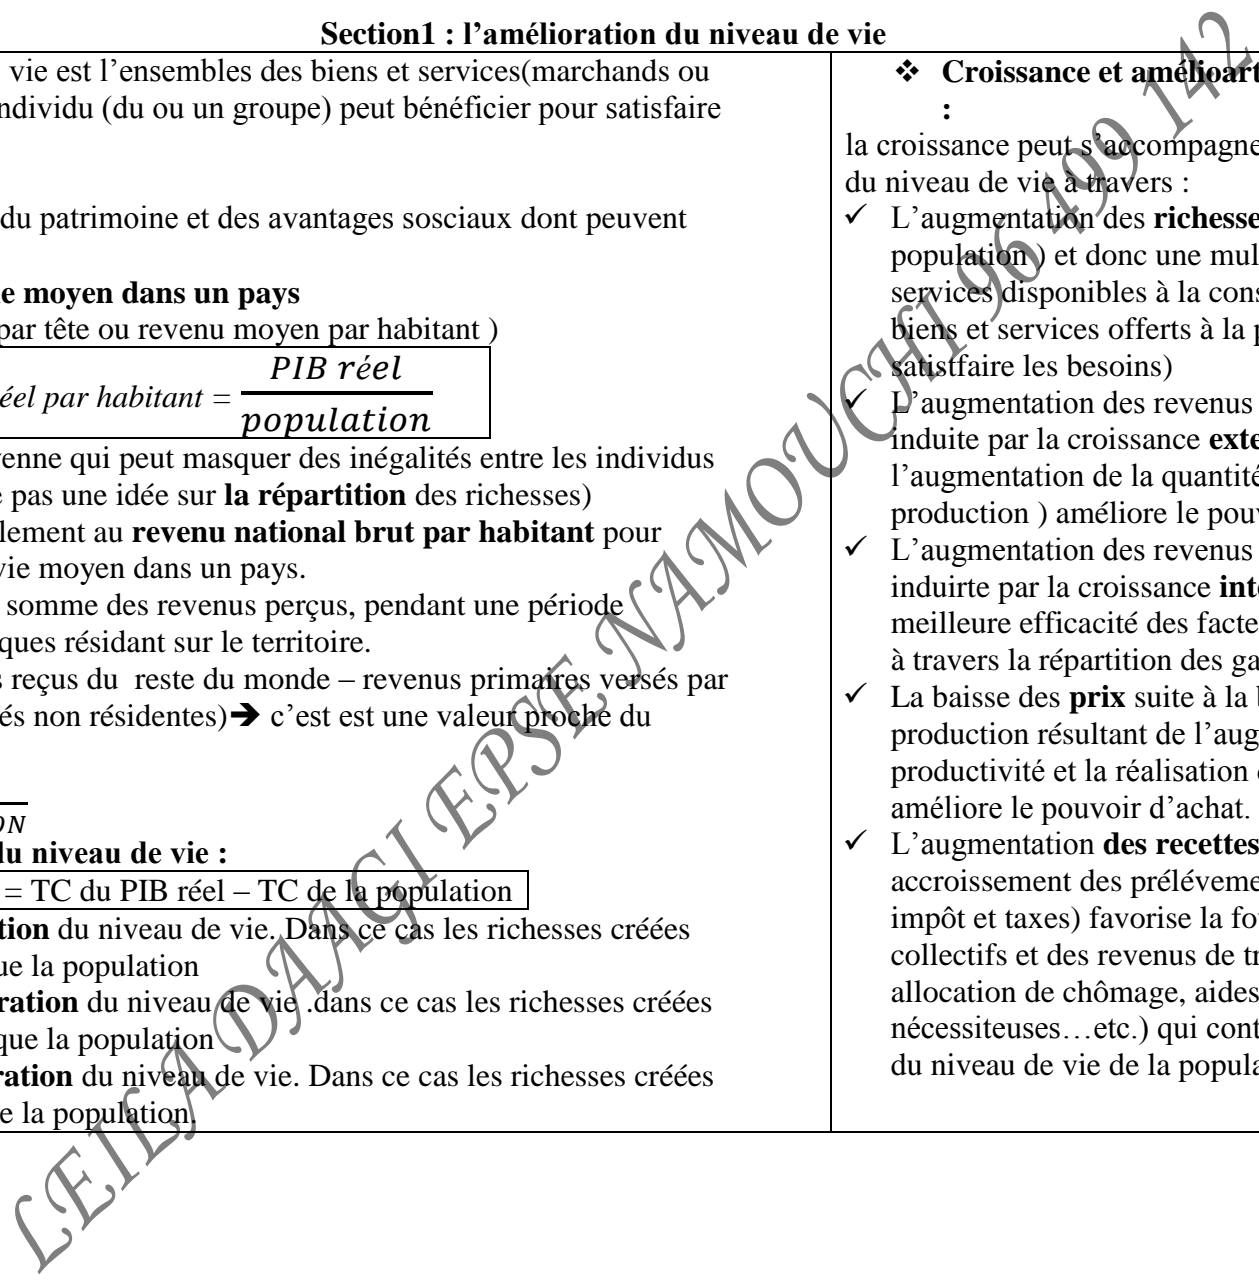 Section1 : l’amélioration du niveau de vie
vie est l’ensembles des biens et services(marchands ou
ndividu (du ou un groupe) peut bénéficier pour satisfaire
du patrimoine et des avantages sosciaux dont peuvent
e moyen dans un pays
par tête ou revenu moyen par habitant )
éel par habitant = PIB réel
population
enne qui peut masquer des inégalités entre les individus
e pas une idée sur la répartition des richesses)
lement au revenu national brut par habitant pour
vie moyen dans un pays.
somme des revenus perçus, pendant une période
ques résidant sur le territoire.
s reçus du reste du monde – revenus primaires versés par
és non résidentes)➔ c’est est une valeur proche du
ON
du niveau de vie :
= TC du PIB réel – TC de la population
tion du niveau de vie. Dans ce cas les richesses créées
ue la population
ration du niveau de vie .dans ce cas les richesses créées
que la population
ration du niveau de vie. Dans ce cas les richesses créées
e la population.
❖ Croissance et amélioart
:
la croissance peut s’accompagne
du niveau de vie à travers :
✓ L’augmentation des richesse
population ) et donc une mul
services disponibles à la cons
biens et services offerts à la p
satistfaire les besoins)
✓ L’augmentation des revenus
induite par la croissance exte
l’augmentation de la quantité
production ) améliore le pouv
✓ L’augmentation des revenus
induirte par la croissance inte
meilleure efficacité des facte
à travers la répartition des ga
✓ La baisse des prix suite à la b
production résultant de l’aug
productivité et la réalisation
améliore le pouvoir d’achat.
✓ L’augmentation des recettes
accroissement des préléveme
impôt et taxes) favorise la fou
collectifs et des revenus de tr
allocation de chômage, aides
nécessiteuses…etc.) qui cont
du niveau de vie de la popula
LEILA DAAGI EPSE NAMOUCHI 96 499 142